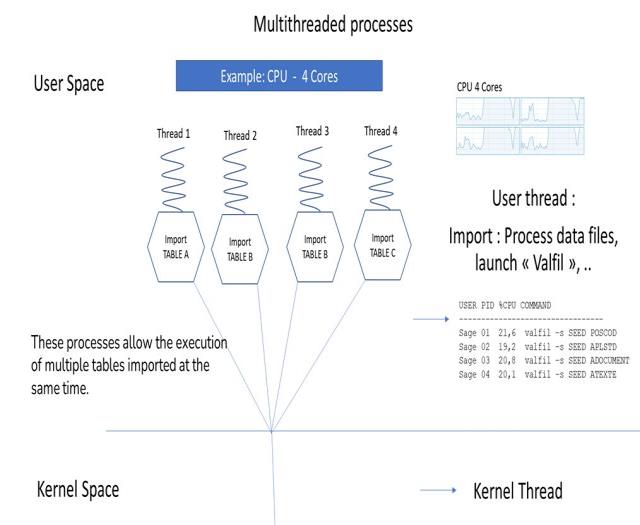 Multithreaded processes
User Space
Example: CPU - 4 Cores
CPU 4 Cores
Thread 1
Thread 2
Thread 3
Thread 4
Import
TABLE A
Import
TABLE B
Import
TABLE B
Import
TABLE C
User thread :
Import : Process data files,
launch « Valfil », ..
USER PID %CPU COMMAND
--------------------------------
Sage 01 21,6 valfil -s SEED POSCOD
Sage 02 19,2 valfil -s SEED APLSTD
Sage 03 20,8 valfil -s SEED ADOCUMENT
Sage 04 20,1 valfil -s SEED ATEXTE
These processes allow the execution
of multiple tables imported at the
same time.
Kernel Space
Kernel Thread